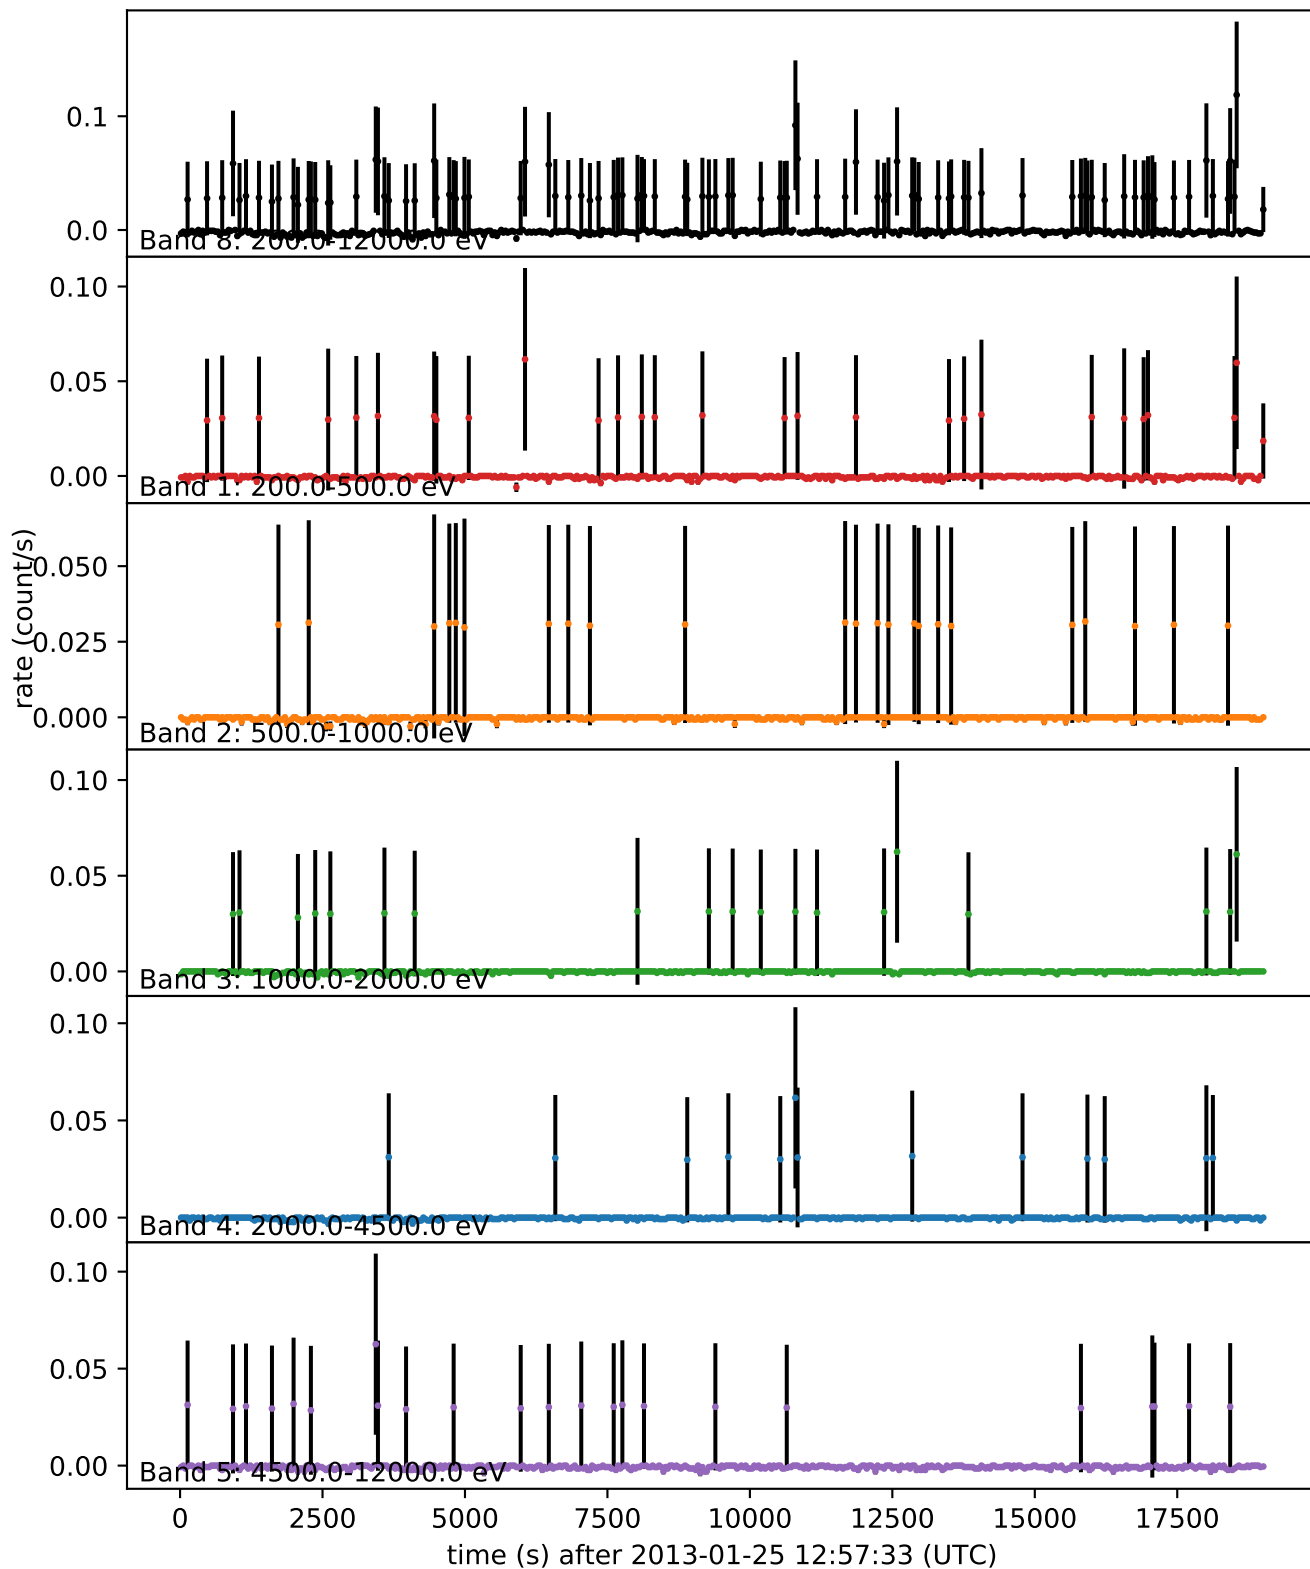 0.1
0.0
Band 8: 200.0-12000.0 eV
0.10
0.05
0.00
Band 1: 200.0-500.0 eV
rate (count/s)
0.050
0.025
0.000
Band 2: 500.0-1000.0 eV
0.10
0.05
0.00
Band 3: 1000.0-2000.0 eV
0.10
0.05
0.00
Band 4: 2000.0-4500.0 eV
0.10
0.05
0.00
Band 5: 4500.0-12000.0 eV
0 2500 5000 7500 10000 12500 15000 17500
time (s) after 2013-01-25 12:57:33 (UTC)